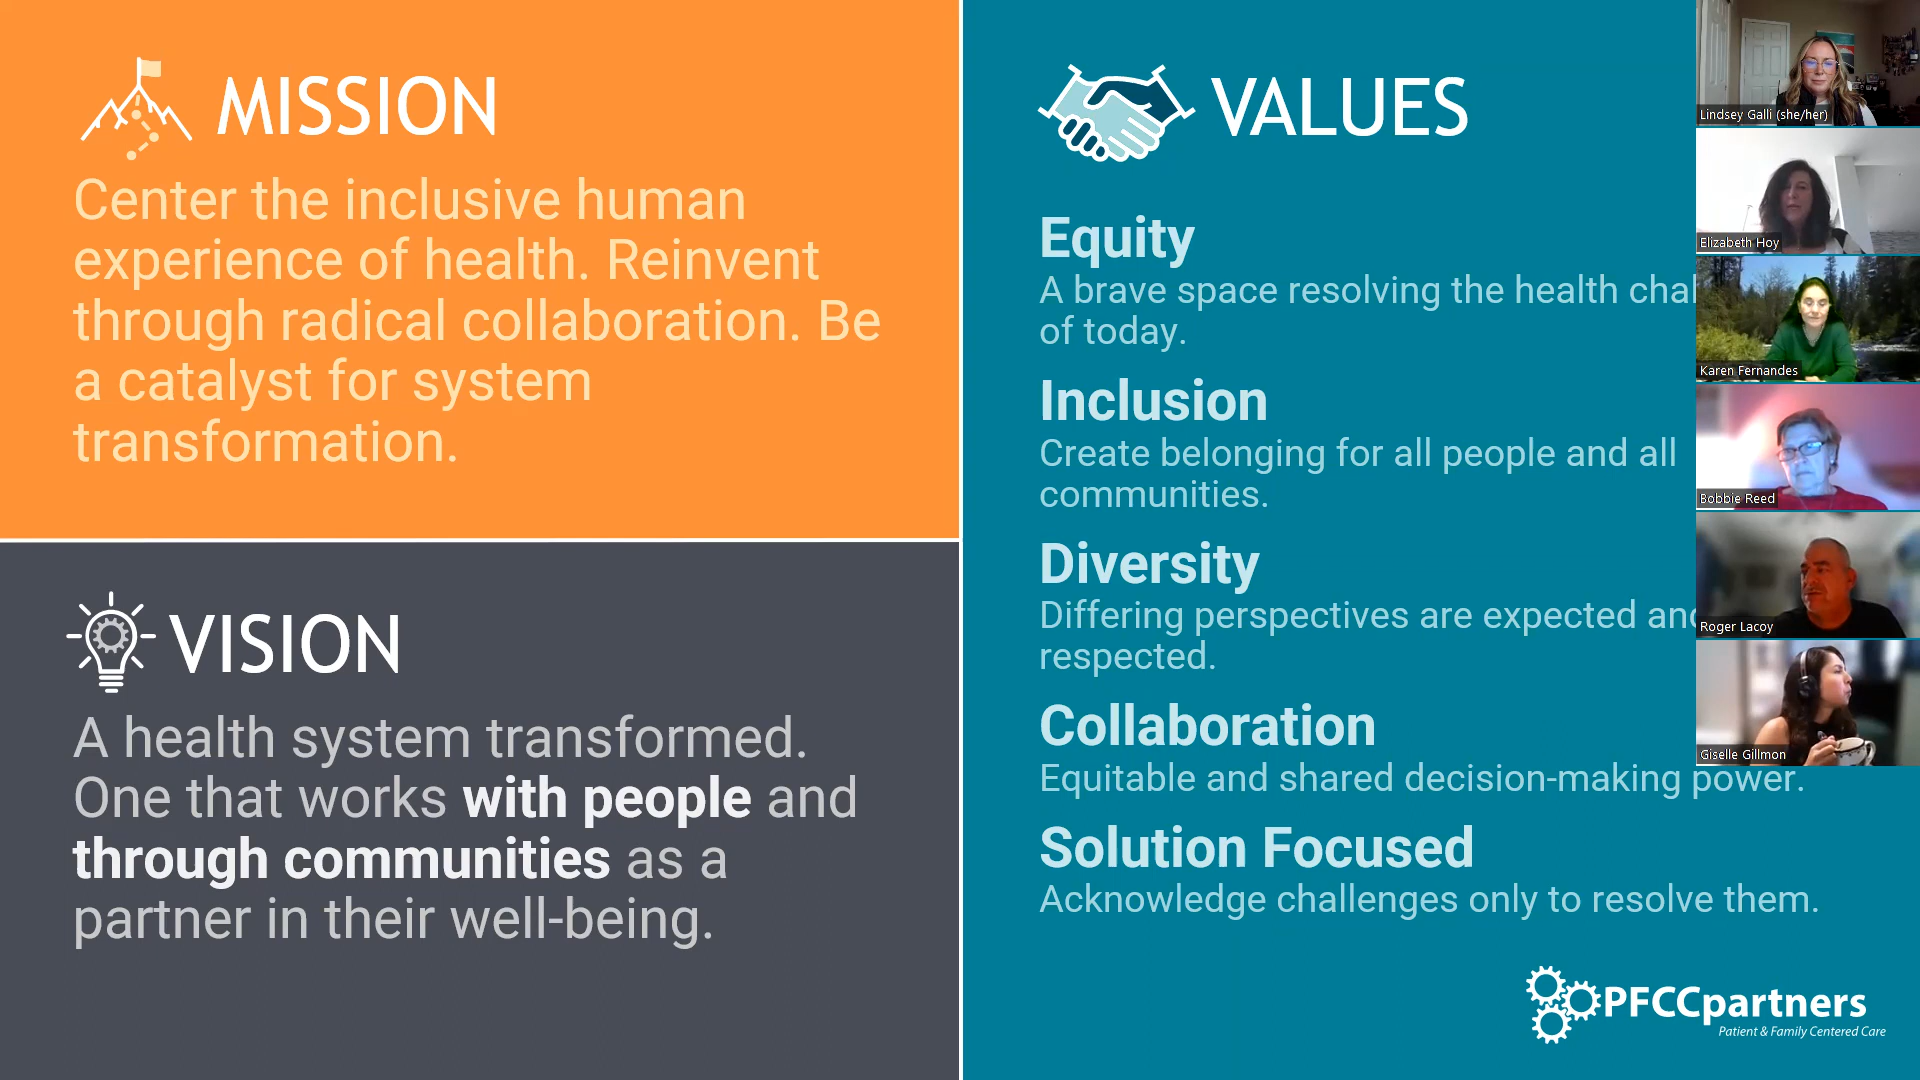 MISSION
Center the inclusive human
experience of health. Reinvent
through radical collaboration. Be
a catalyst for system
transformation.
VISION
A health system transformed.
One that works with people and
through communities as a
partner in their well-being.
VALUES
Equity
A brave space resolving the health
of today.
Inclusion
Create belonging for all people and all
communities.
Diversity
Differing perspectives are expected and
respected.
Collaboration
Equitable and shared decision-making power.
Solution Focused
Acknowledge challenges only to resolve them.
PFCCpartners
Patient & Family Centered Care
Lindsey Galli (she/her)
Elizabeth Hoy
Karen Fernandes
Bobbie Reed
Roger Lacoy
Giselle Gillmon